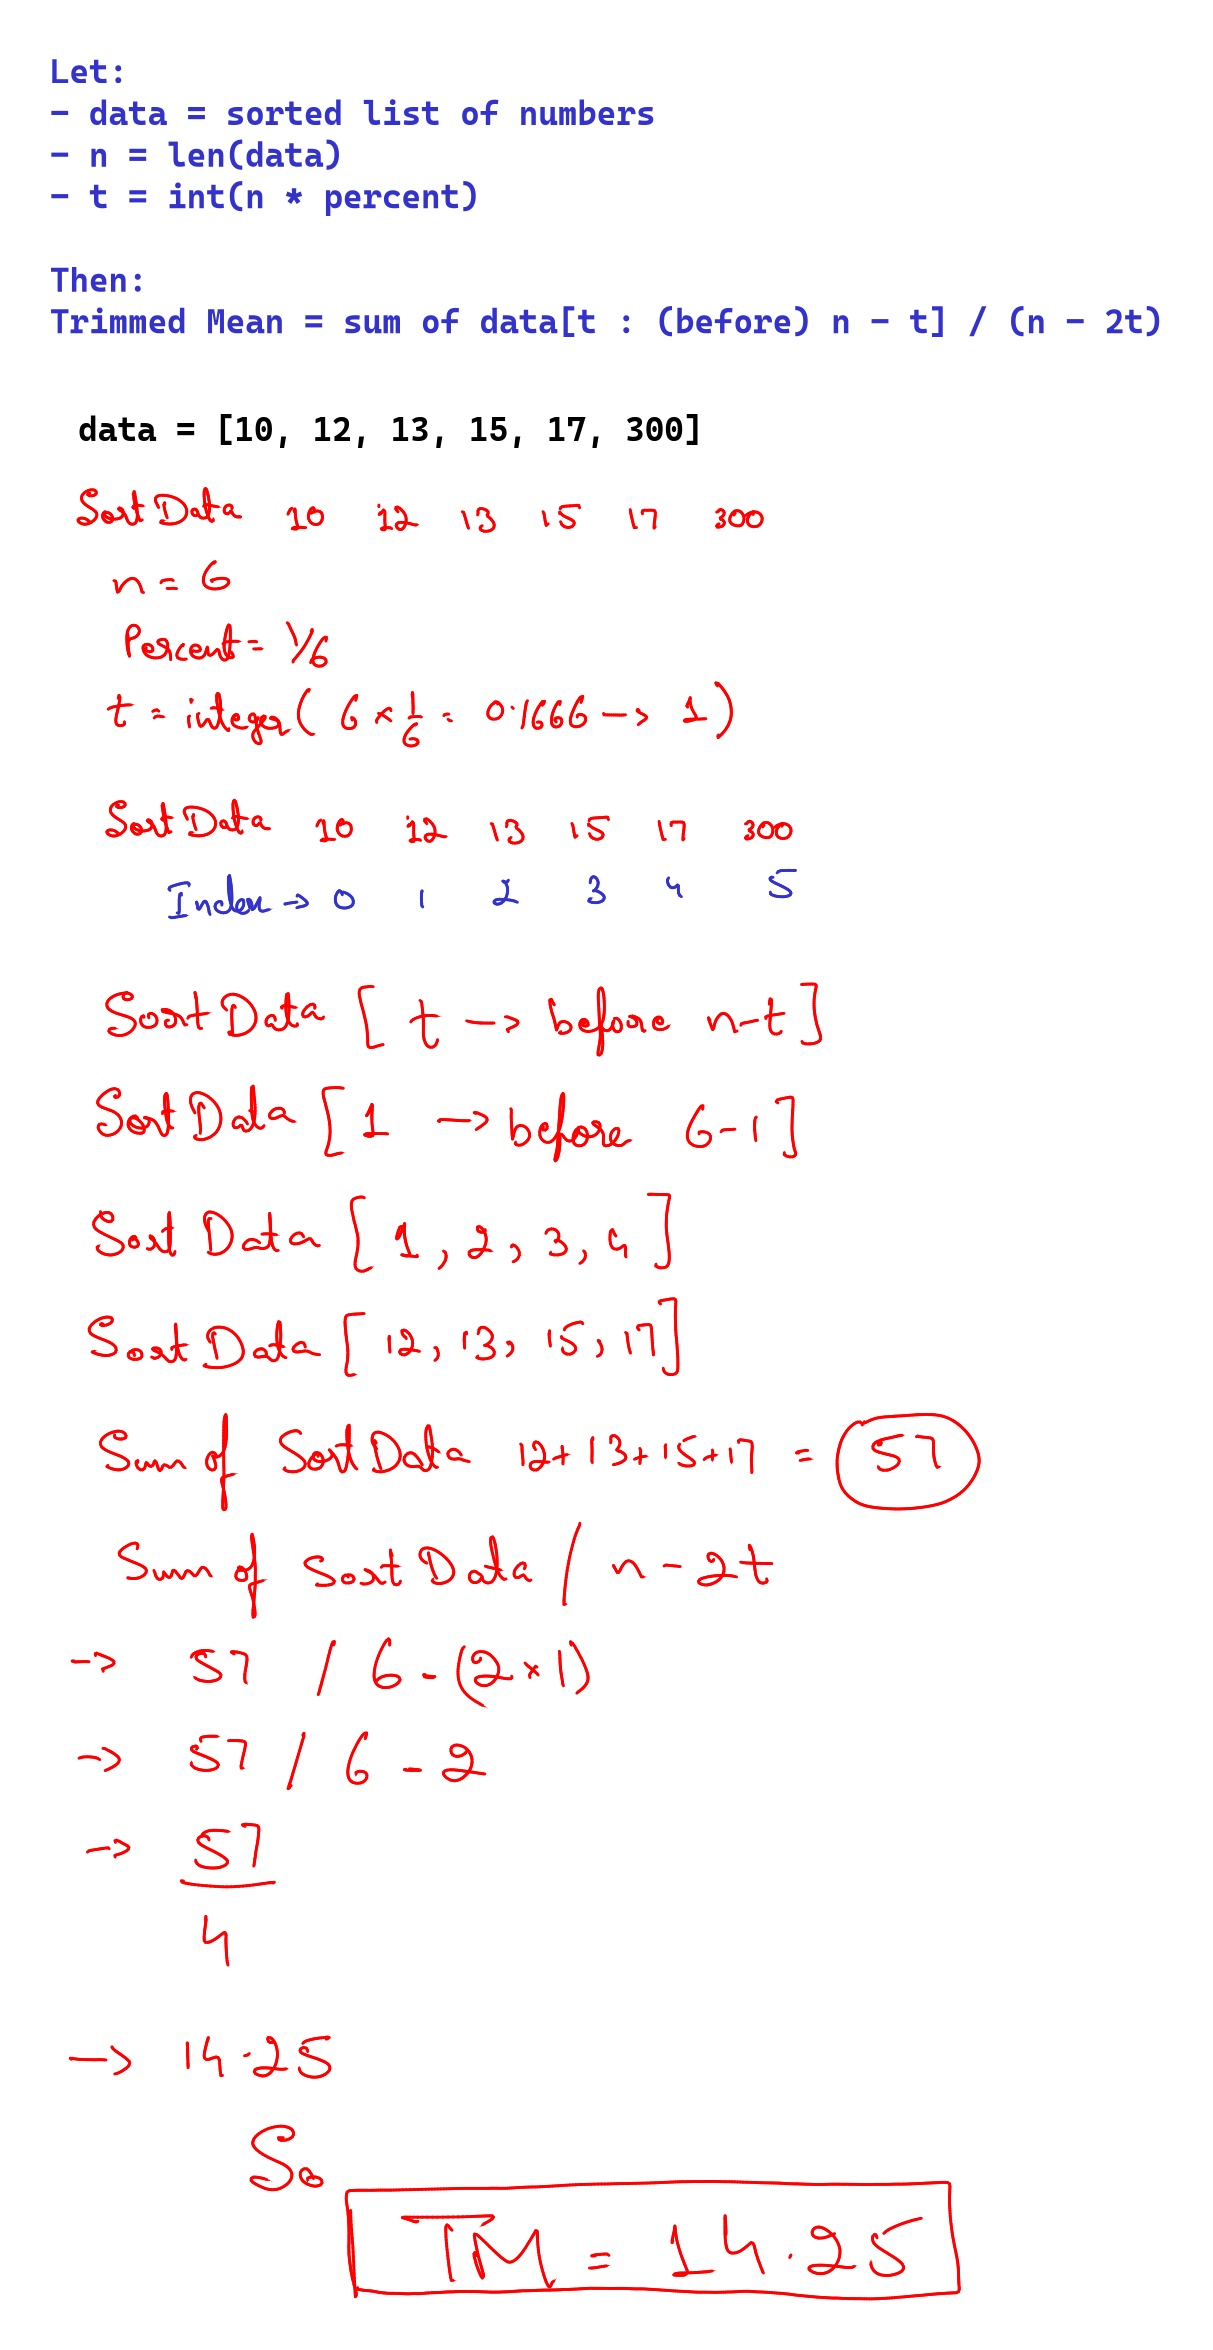 Let:
- data = sorted list of numbers
- n = len(data)
- t = int(n * percent)
Then:
Trimmed Mean = sum of data[t : (before) n - t] / (n - 2t)
data = [10, 12, 13, 15, 17, 300]
Sort Data 10 12 13 15 17 300
n = 6
Percent = 1/6
t = integer( 6 × 1/6 = 0.1666 -> 1 )
Sort Data 10 12 13 15 17 300
Index -> 0 1 2 3 4 5
Sort Data [ t -> before n-t ]
Sort Data [ 1 -> before 6-1 ]
Sort Data [ 1, 2, 3, 4 ]
Sort Data [ 12, 13, 15, 17 ]
Sum of Sort Data 12+13+15+17 = 57
Sum of Sort Data / n - 2t
-> 57 / 6 - (2×1)
-> 57 / 6 - 2
-> 57
4
-> 14.25
So
TM = 14.25